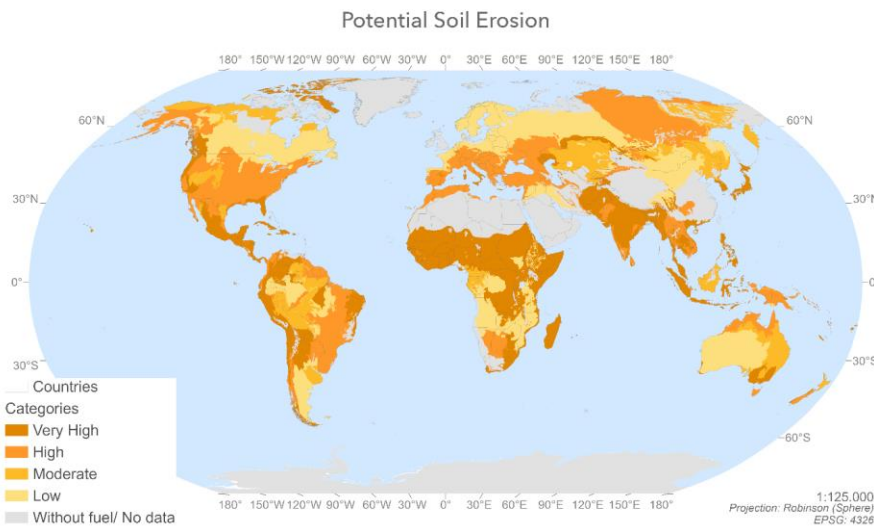 Potential Soil Erosion
180° 150°W 120°W 90°W 60°W 30°W 0° 30°E 60°E 90°E 120°E 150°E 180°
60°N 60°N
30°N 30°N
0° 0°
30°S 30°S
60°S
Countries
Categories
Very High
High
Moderate
Low
Without fuel/ No data
180° 150°W 120°W 90°W 60°W 30°W 0° 30°E 60°E 90°E 120°E 150°E 180°
1:125.000
Projection: Robinson (Sphere)
EPSG: 4326